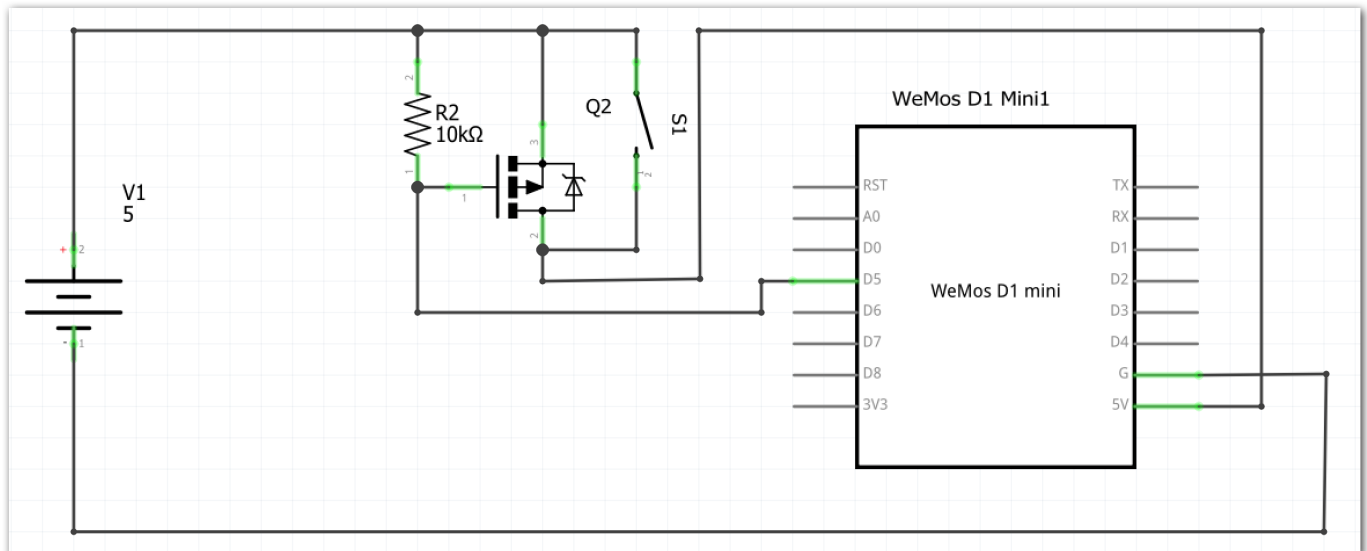 WeMos D1 Mini1
2
R2
10kΩ
1
Q2
3
1
2
S1
1
2
V1
5
+ 2
- 1
RST
A0
D0
D5
D6
D7
D8
3V3
WeMos D1 mini
TX
RX
D1
D2
D3
D4
G
5V